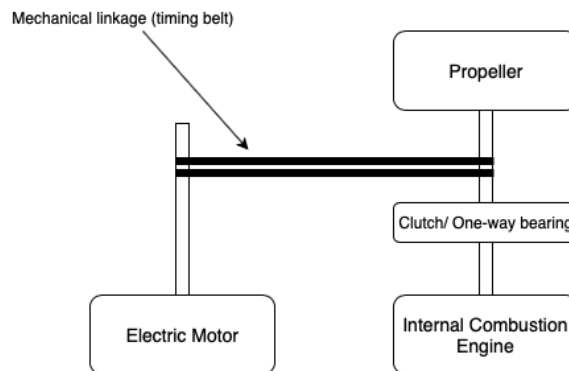 Mechanical linkage (timing belt)
Propeller
Clutch/ One-way bearing
Electric Motor
Internal Combustion
Engine